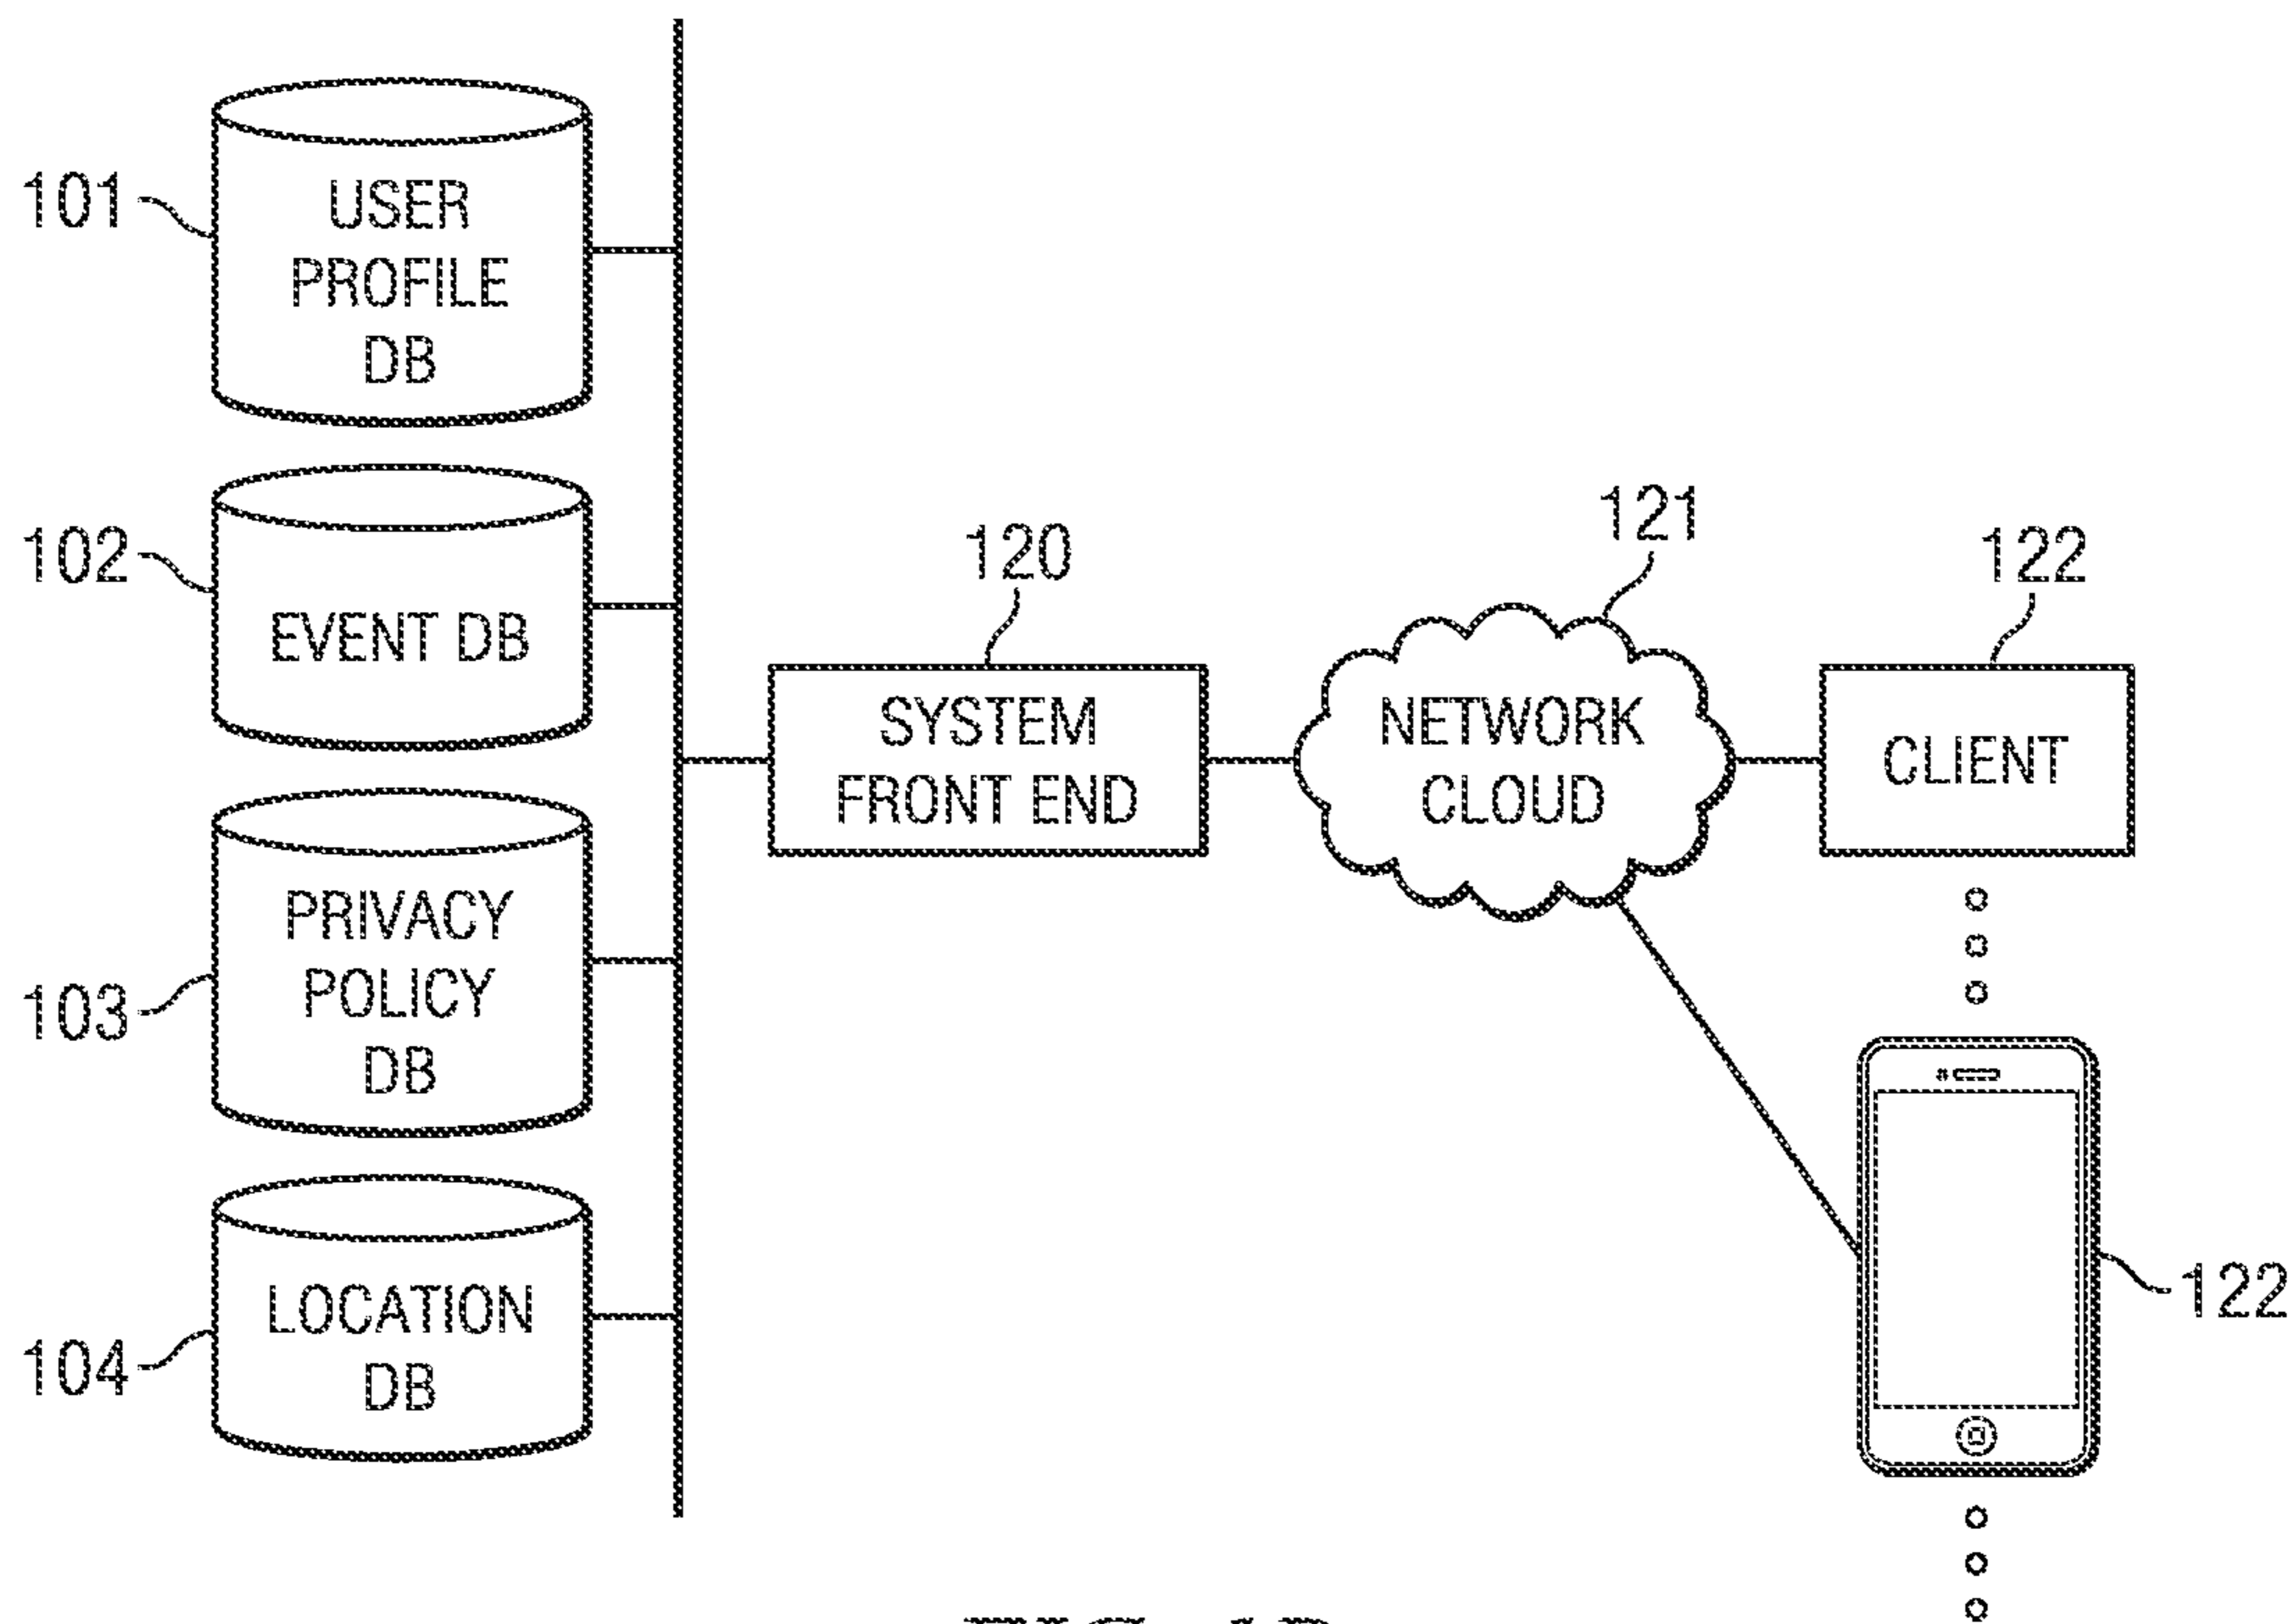 101
USER
PROFILE
DB
102
EVENT DB
103
PRIVACY
POLICY
DB
104
LOCATION
DB
120
SYSTEM
FRONT END
121
NETWORK
CLOUD
122
CLIENT
122